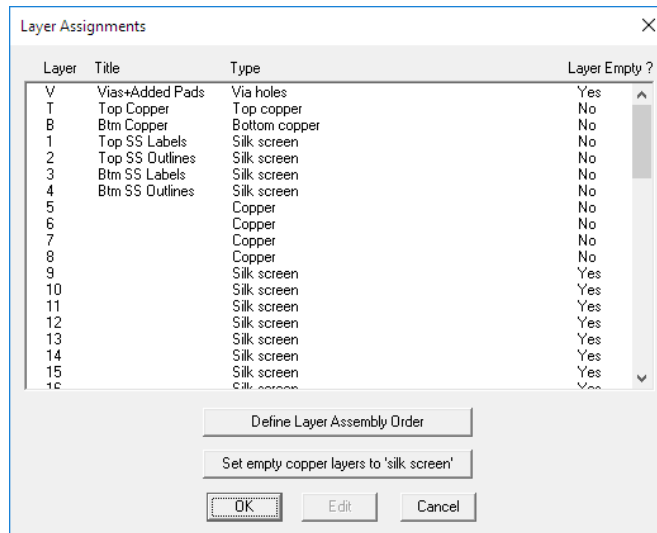 Layer Assignments
Layer Title Type Layer Empty ?
V Vias+Added Pads Via holes Yes
T Top Copper Top copper No
B Btm Copper Bottom copper No
1 Top SS Labels Silk screen No
2 Top SS Outlines Silk screen No
3 Btm SS Labels Silk screen No
4 Btm SS Outlines Silk screen No
5 Copper No
6 Copper No
7 Copper No
8 Copper No
9 Silk screen Yes
10 Silk screen Yes
11 Silk screen Yes
12 Silk screen Yes
13 Silk screen Yes
14 Silk screen Yes
15 Silk screen Yes
16 Silk screen Yes
Define Layer Assembly Order
Set empty copper layers to 'silk screen'
OK Edit Cancel